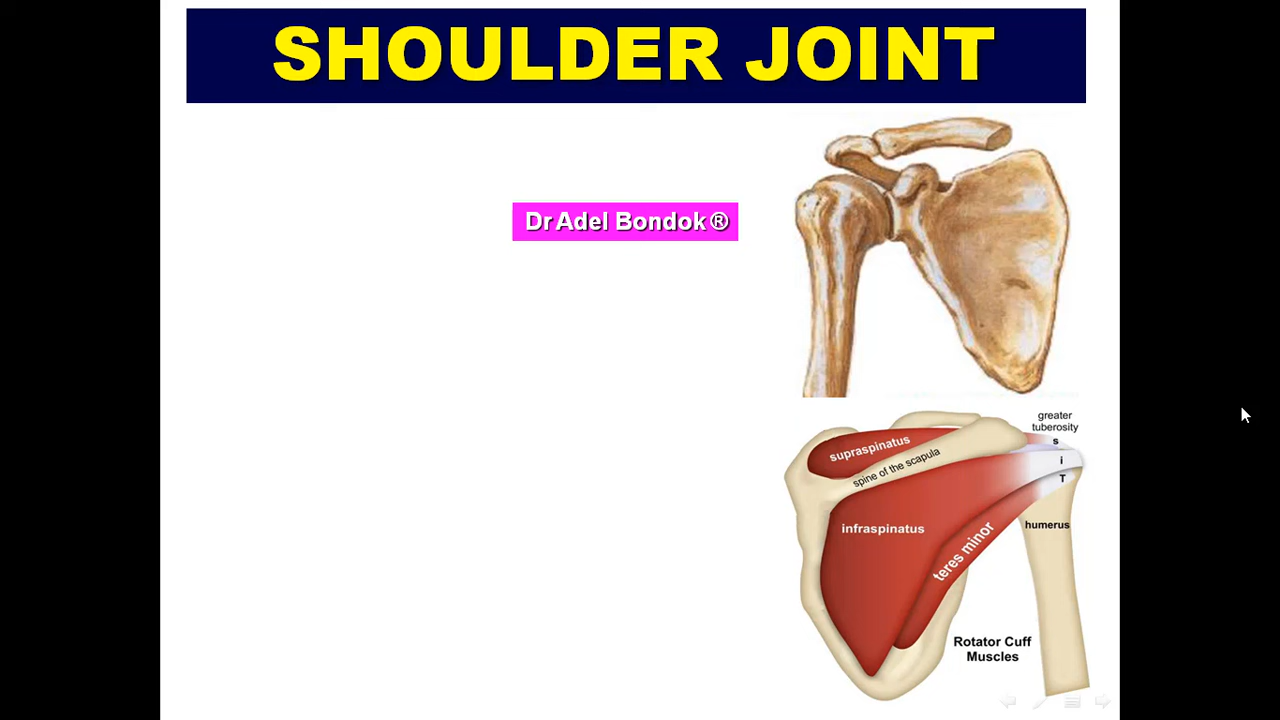 SHOULDER JOINT
Dr Adel Bondok ®
greater
tuberosity
s
i
T
supraspinatus
spine of the scapula
infraspinatus
teres minor
humerus
Rotator Cuff
Muscles